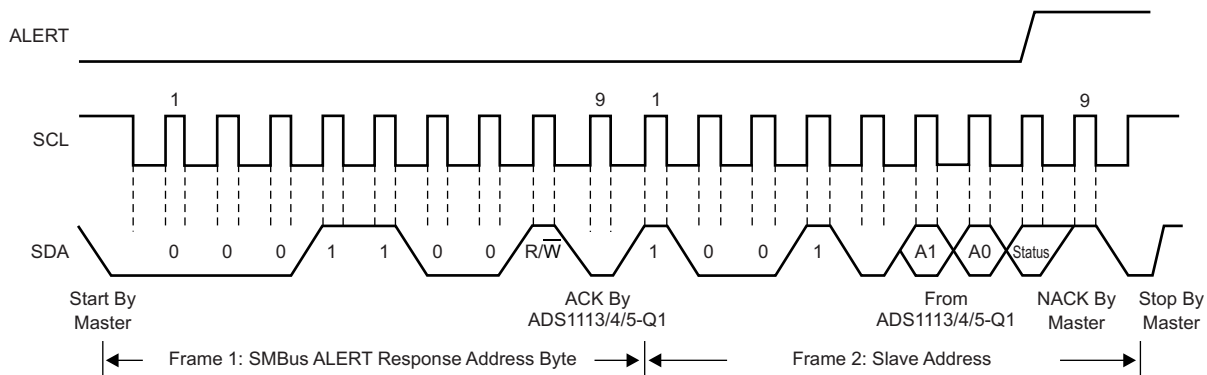 ALERT
1 9 1 9
SCL
SDA
0 0 0 1 1 0 0 R/W̅ 1 0 0 1 A1 A0 Status
Start By
Master
ACK By
ADS1113/4/5-Q1
From
ADS1113/4/5-Q1
NACK By
Master
Stop By
Master
Frame 1: SMBus ALERT Response Address Byte
Frame 2: Slave Address